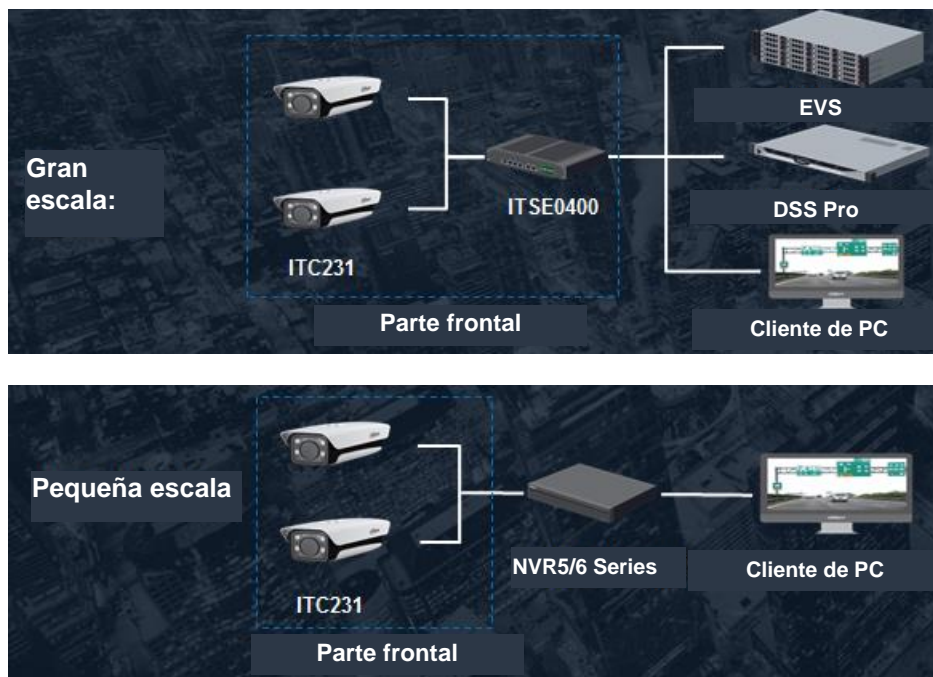 EVS
Gran
escala:
ITSE0400
DSS Pro
ITC231
Parte frontal
Cliente de PC
Pequeña escala
NVR5/6 Series
Cliente de PC
ITC231
Parte frontal